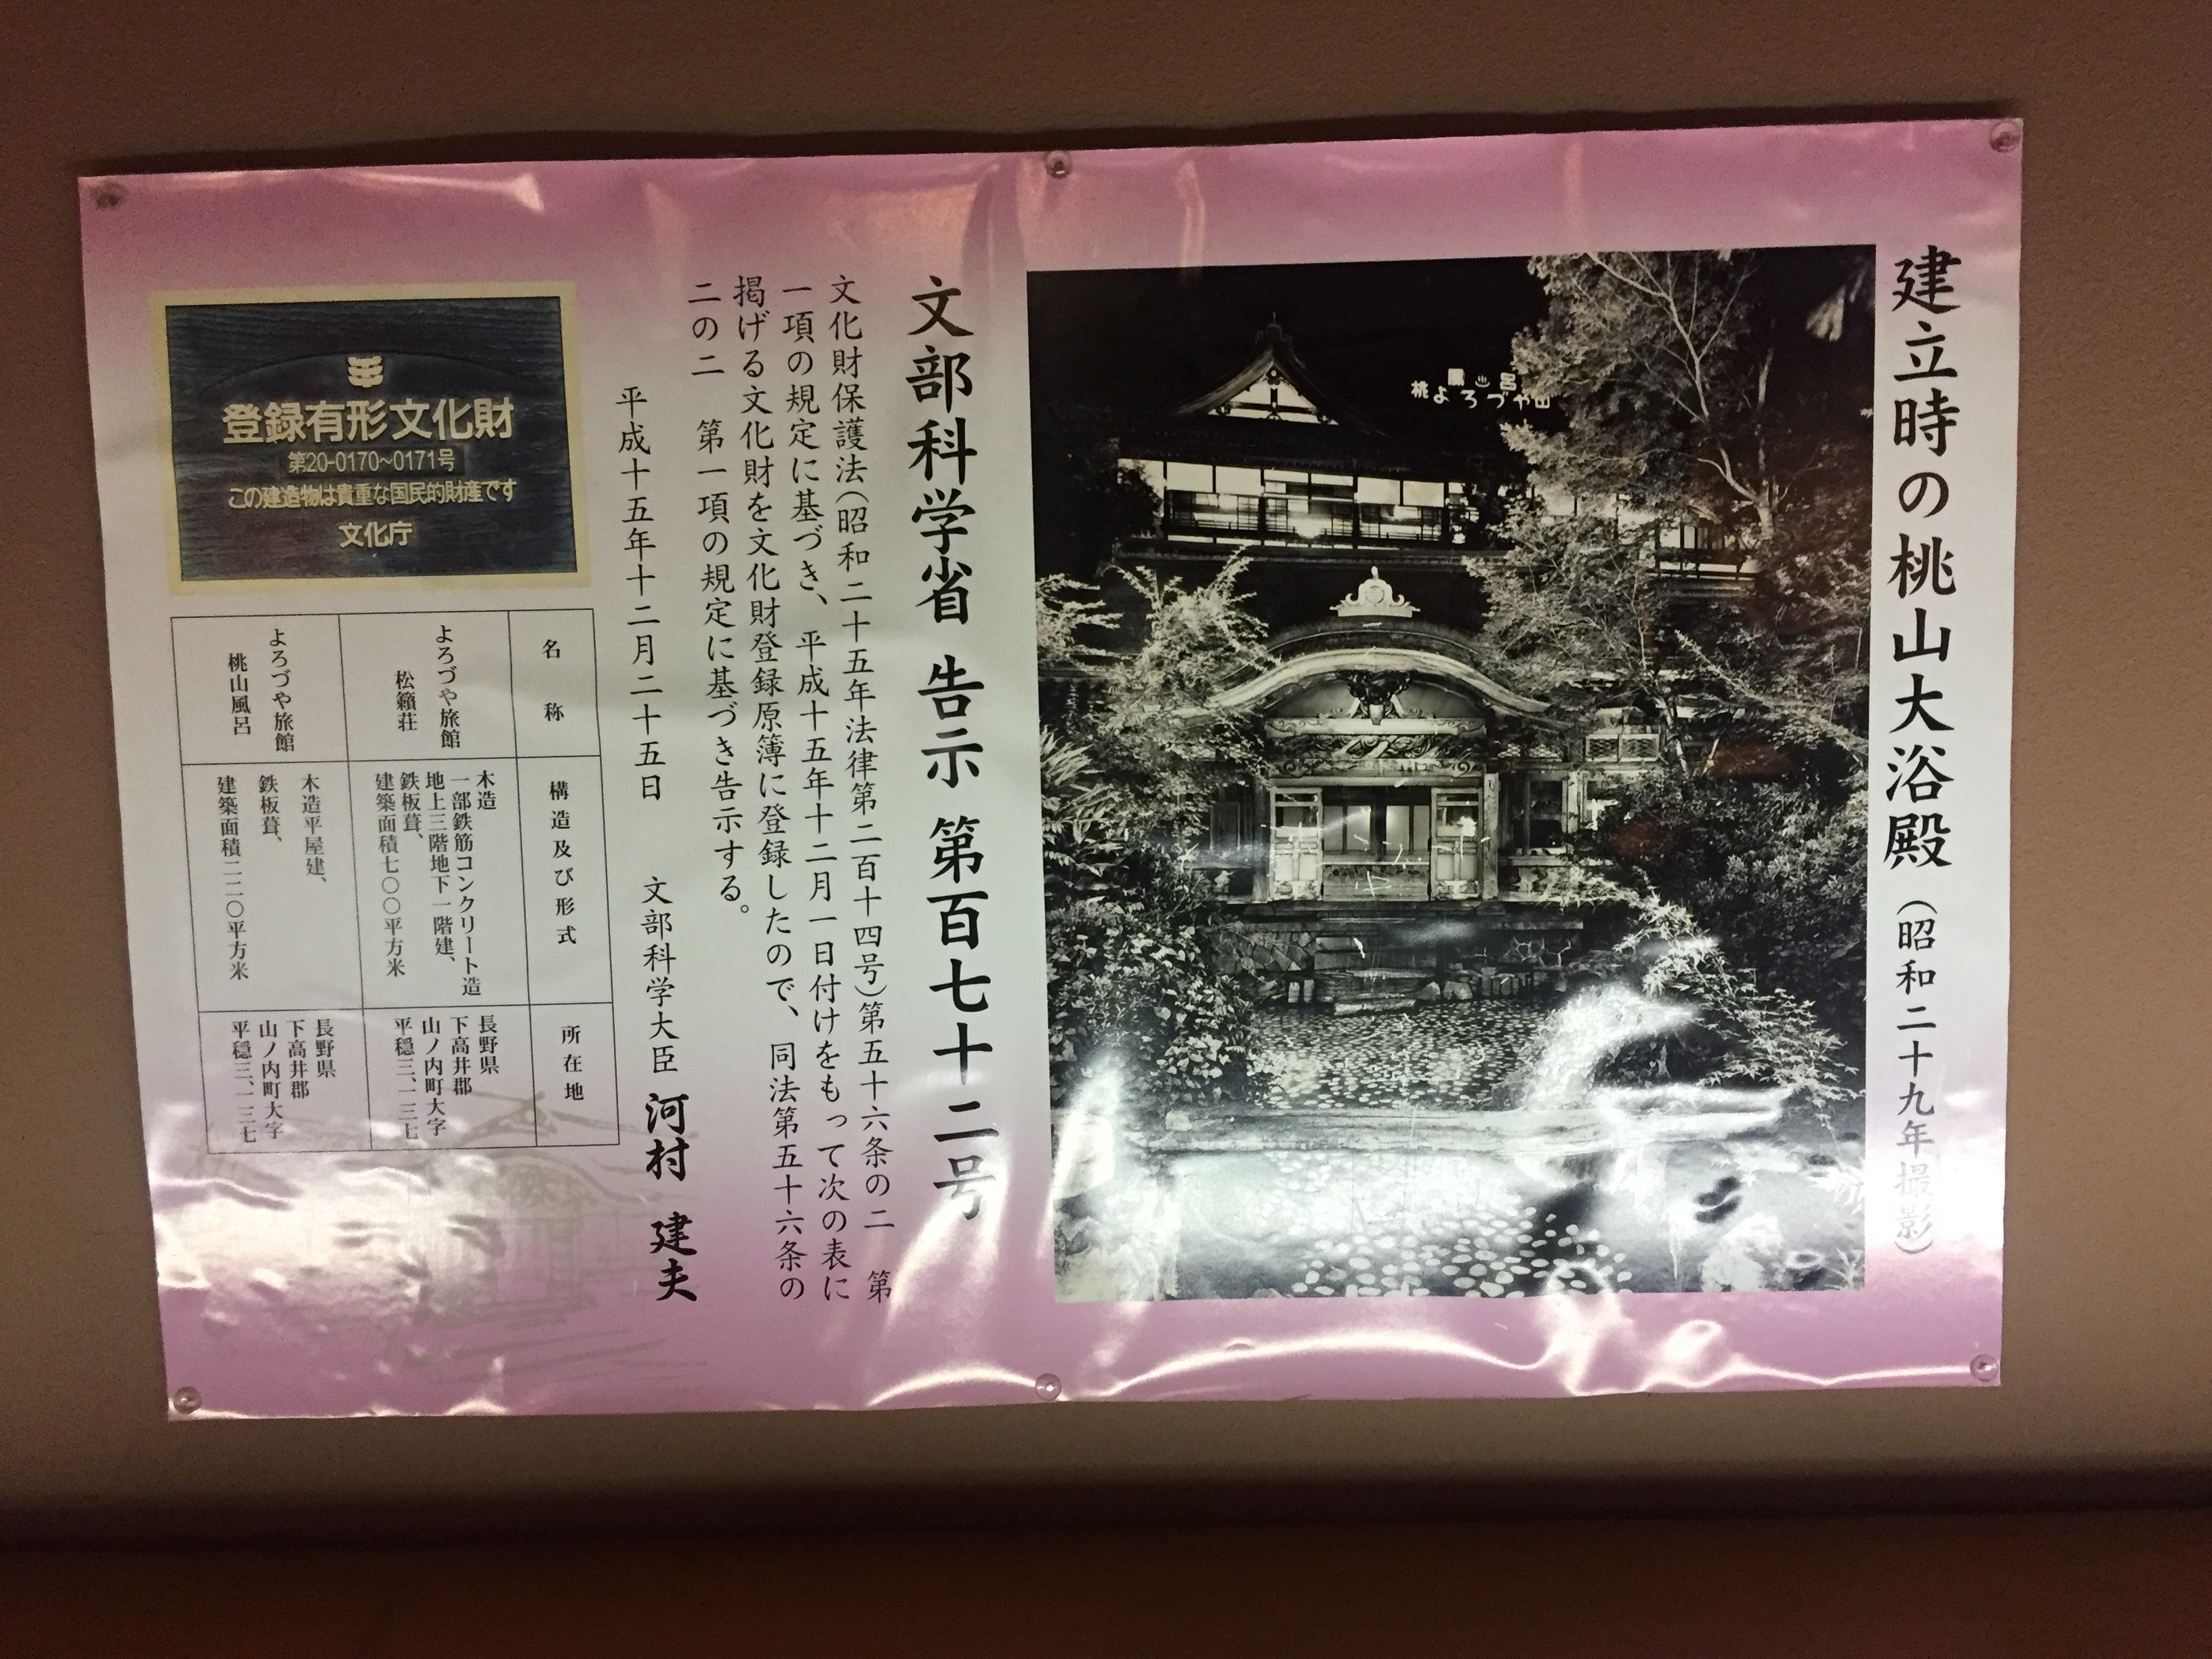 建立時の桃山大浴殿(昭和二十九年撮影)
風♨呂
桃よろづや山
文部科学省 告示 第百七十二号
文化財保護法(昭和二十五年法律第二百十四号)第五十六条の二 第
一項の規定に基づき、平成十五年十二月一日付けをもって次の表に
掲げる文化財を文化財登録原簿に登録したので、同法第五十六条の
二の二 第一項の規定に基づき告示する。
平成十五年十二月二十五日 文部科学大臣 河村 建夫
登録有形文化財
第20-0170~0171号
この建造物は貴重な国民的財産です
文化庁
名称
構造及び形式
所在地
よろづや旅館
松籟荘
木造
一部鉄筋コンクリート造
地上三階地下一階建、
鉄板葺、
建築面積七〇〇平方米
長野県
下高井郡
山ノ内町大字
平穏三、一三七
よろづや旅館
桃山風呂
木造平屋建、
鉄板葺、
建築面積二二〇平方米
長野県
下高井郡
山ノ内町大字
平穏三、一三七